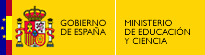 GOBIERNO
DE ESPAÑA
MINISTERIO
DE EDUCACIÓN
Y CIENCIA